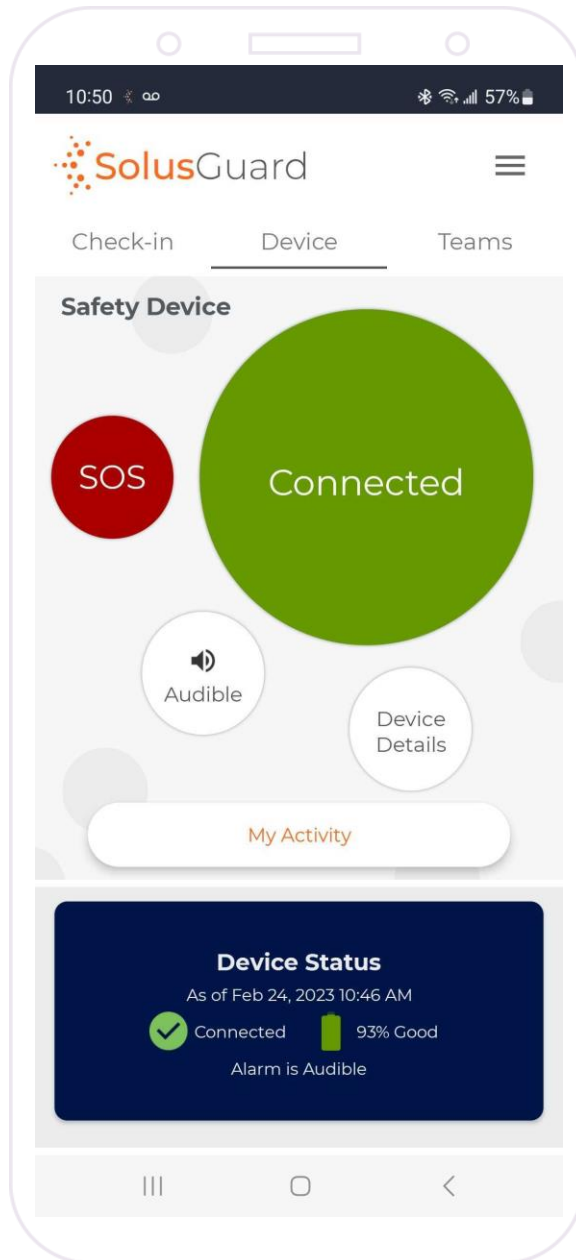 10:50 57%
SolusGuard
Check-in Device Teams
Safety Device
SOS
Connected
Audible
Device
Details
My Activity
Device Status
As of Feb 24, 2023 10:46 AM
Connected 93% Good
Alarm is Audible